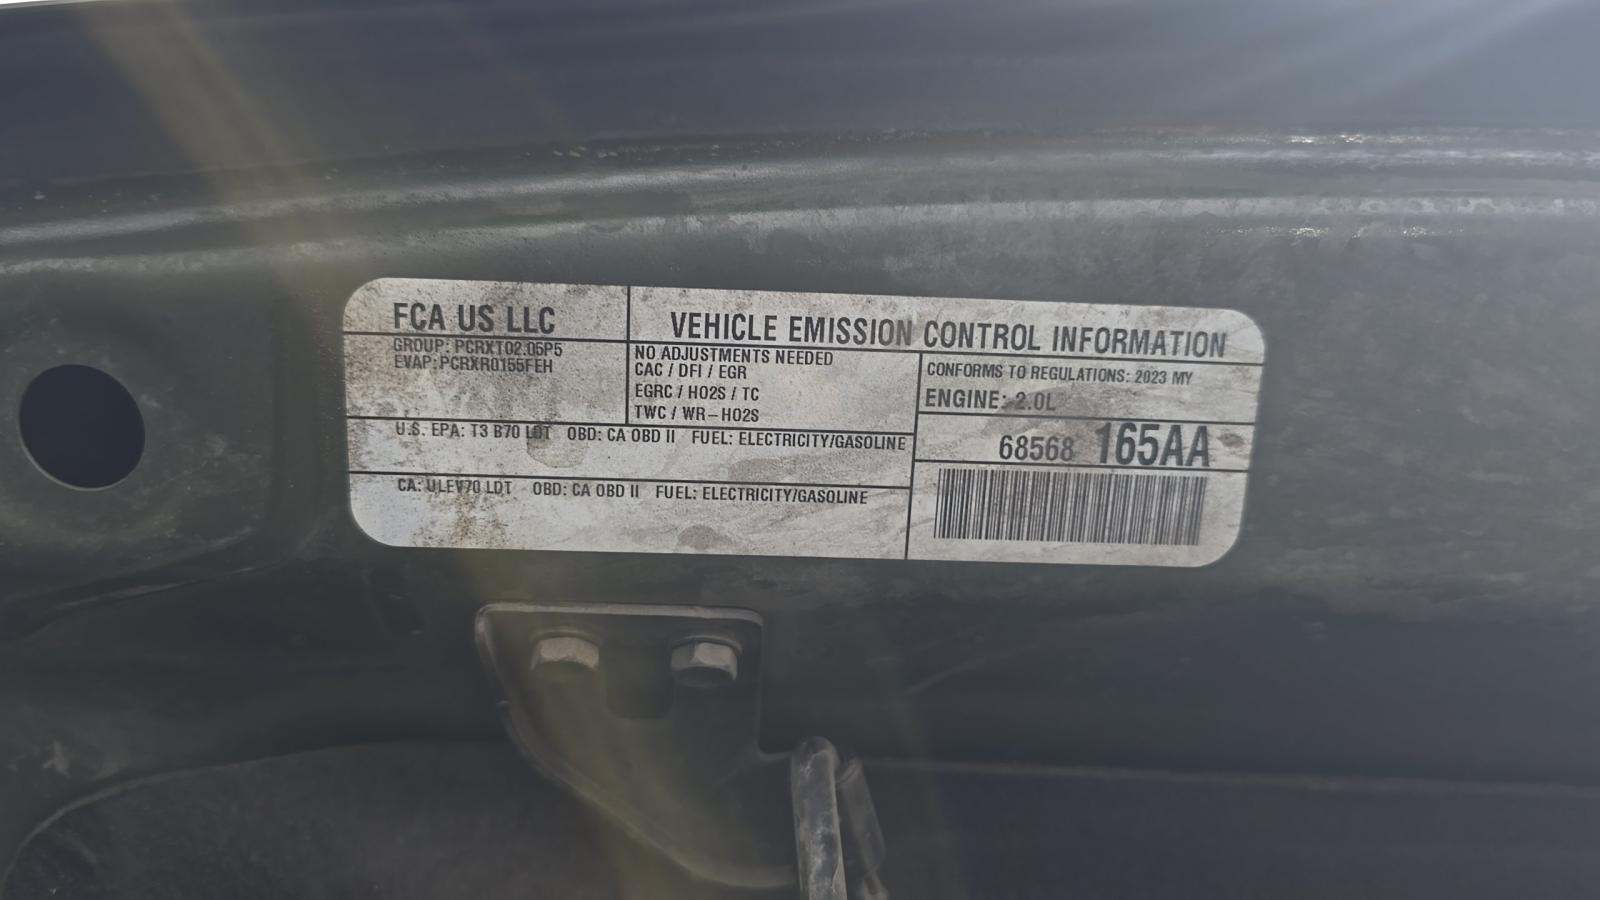 FCA US LLC
VEHICLE EMISSION CONTROL INFORMATION
GROUP: PCRXT02.05P5
EVAP: PCRXR0155FEH
NO ADJUSTMENTS NEEDED
CAC / DFI / EGR
EGRC / HO2S / TC
TWC / WR-HO2S
CONFORMS TO REGULATIONS: 2023 MY
ENGINE: 2.0L
U.S. EPA: T3 B70 LDT OBD: CA OBD II FUEL: ELECTRICITY/GASOLINE
68568 165AA
CA: ULEV70 LDT OBD: CA OBD II FUEL: ELECTRICITY/GASOLINE